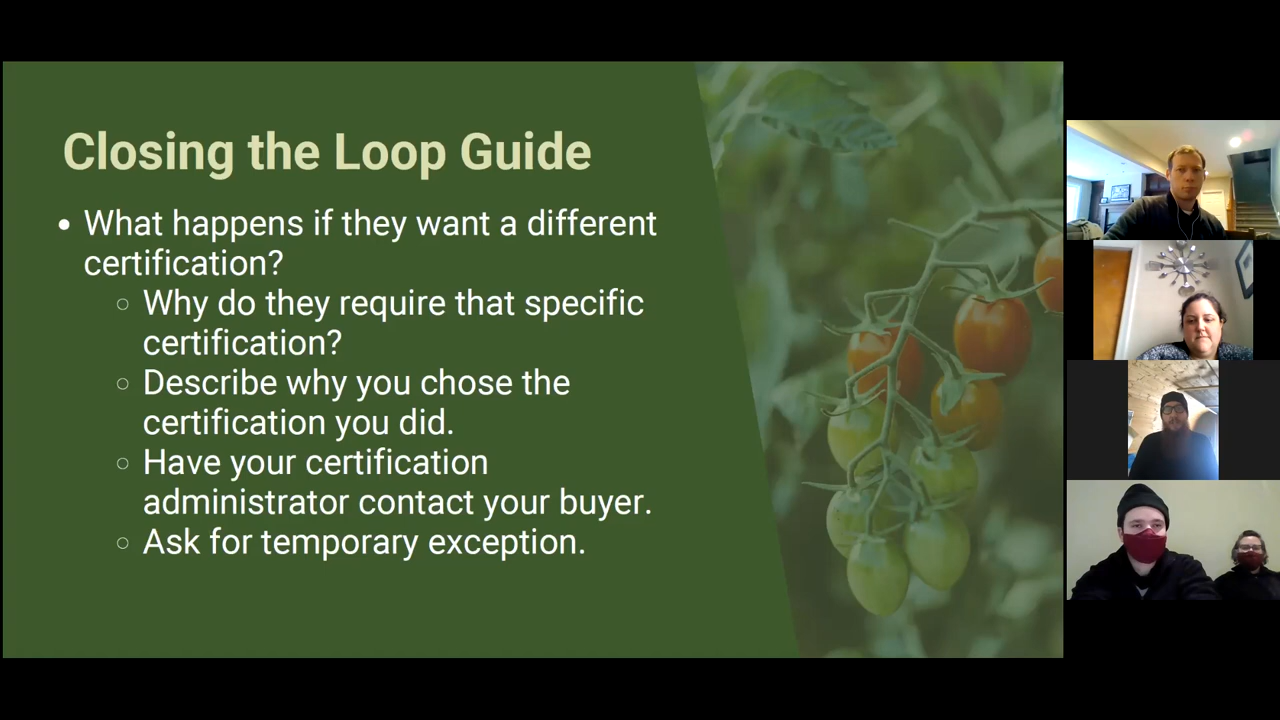 Closing the Loop Guide
• What happens if they want a different
certification?
○ Why do they require that specific
certification?
○ Describe why you chose the
certification you did.
○ Have your certification
administrator contact your buyer.
○ Ask for temporary exception.